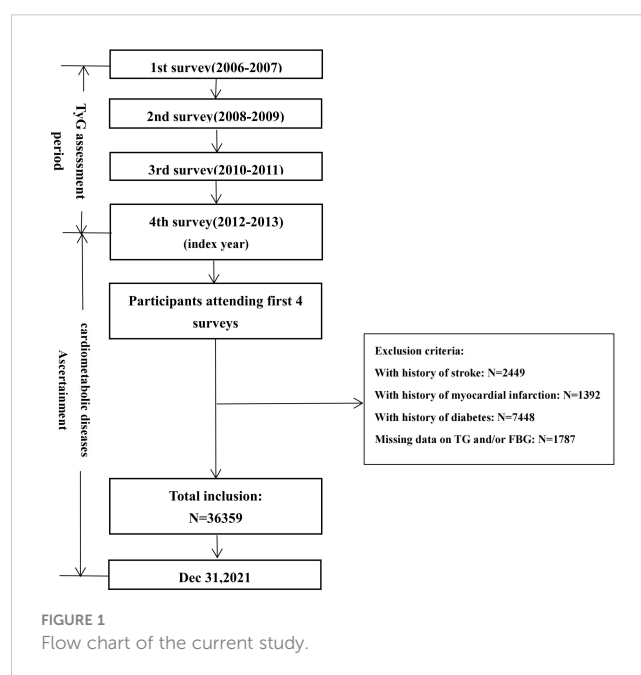 1st survey(2006-2007)
2nd survey(2008-2009)
3rd survey(2010-2011)
4th survey(2012-2013)
(index year)
TyG assessment
period
Participants attending first 4
surveys
cardiometabolic diseases
Ascertainment
Exclusion criteria:
With history of stroke: N=2449
With history of myocardial infarction: N=1392
With history of diabetes: N=7448
Missing data on TG and/or FBG: N=1787
Total inclusion:
N=36359
Dec 31,2021
FIGURE 1
Flow chart of the current study.